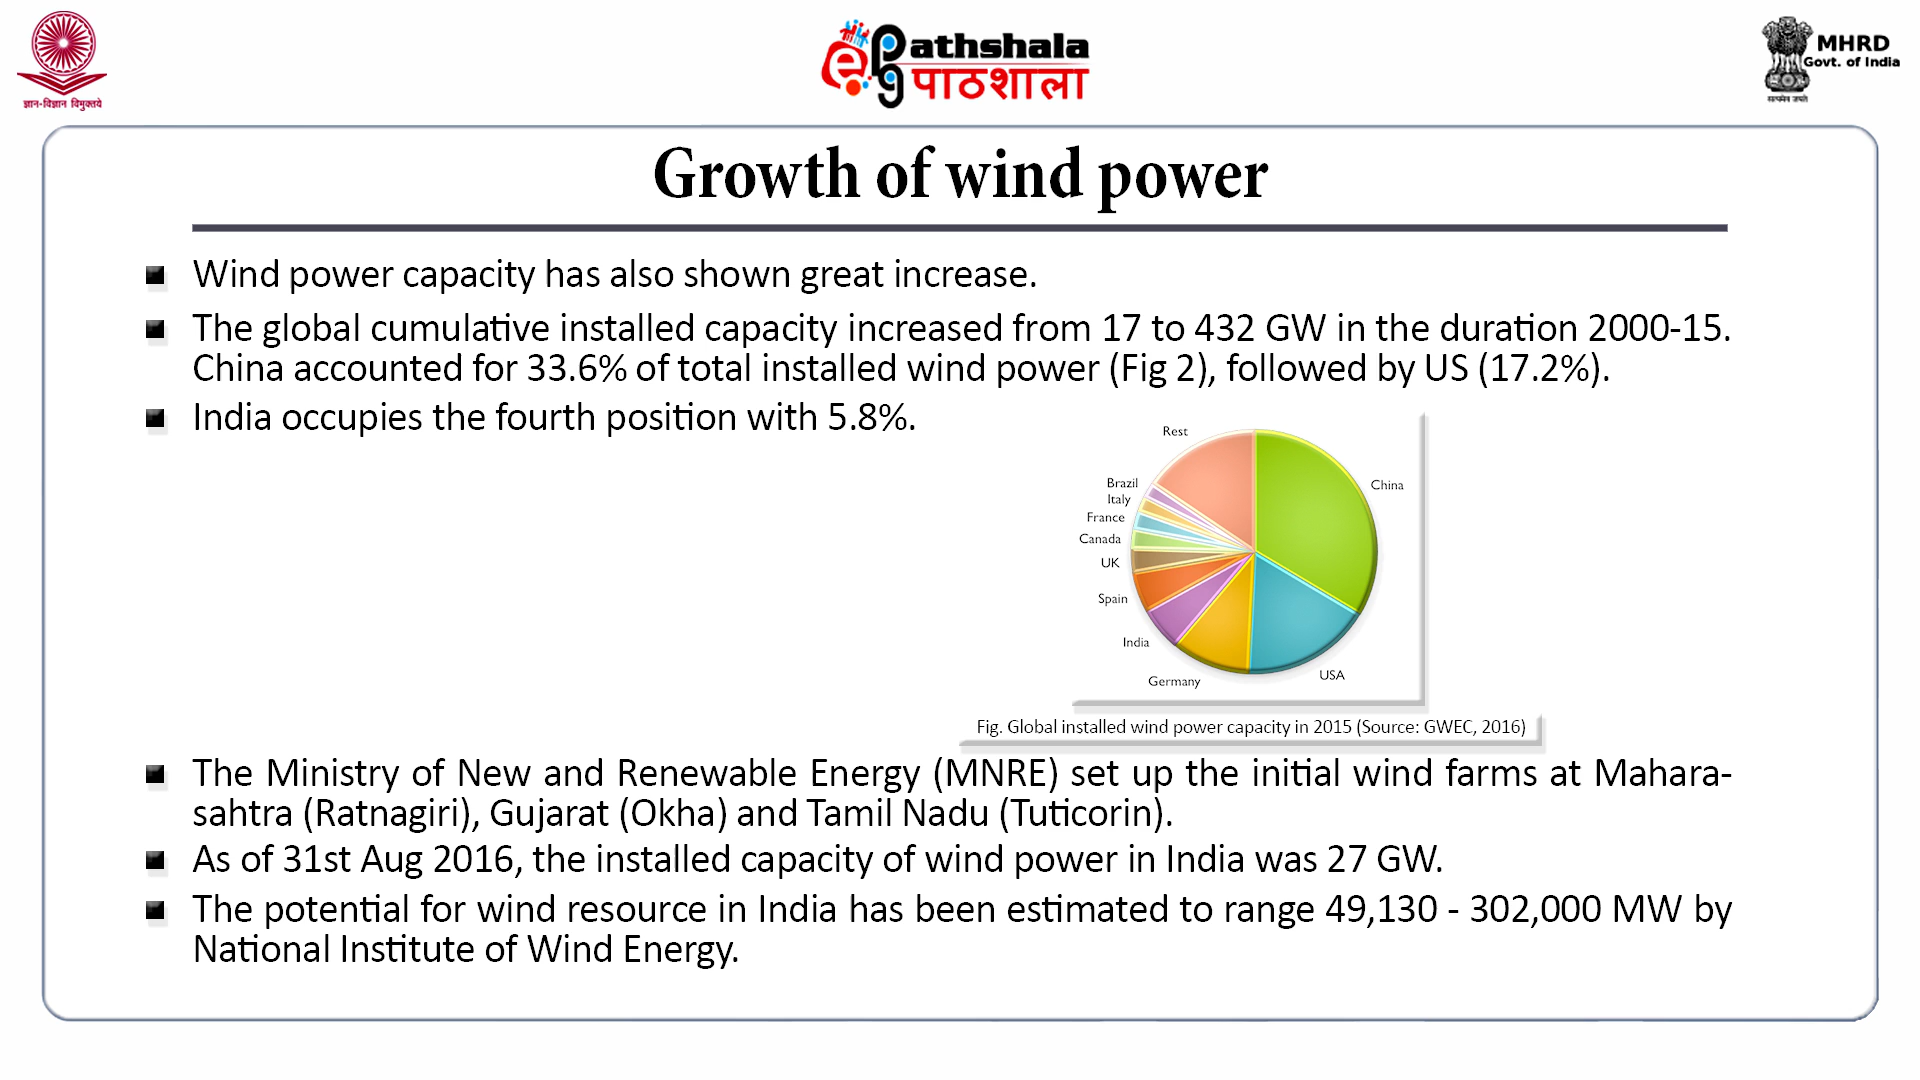 ज्ञान-विज्ञान विमुक्तये
e PG Pathshala
पाठशाला
MHRD
Govt. of India
सत्यमेव जयते
Growth of wind power
Wind power capacity has also shown great increase.
The global cumulative installed capacity increased from 17 to 432 GW in the duration 2000-15.
China accounted for 33.6% of total installed wind power (Fig 2), followed by US (17.2%).
India occupies the fourth position with 5.8%.
Rest
Brazil
Italy
France
Canada
UK
Spain
India
Germany
USA
China
Fig. Global installed wind power capacity in 2015 (Source: GWEC, 2016)
The Ministry of New and Renewable Energy (MNRE) set up the initial wind farms at Mahara-
sahtra (Ratnagiri), Gujarat (Okha) and Tamil Nadu (Tuticorin).
As of 31st Aug 2016, the installed capacity of wind power in India was 27 GW.
The potential for wind resource in India has been estimated to range 49,130 - 302,000 MW by
National Institute of Wind Energy.